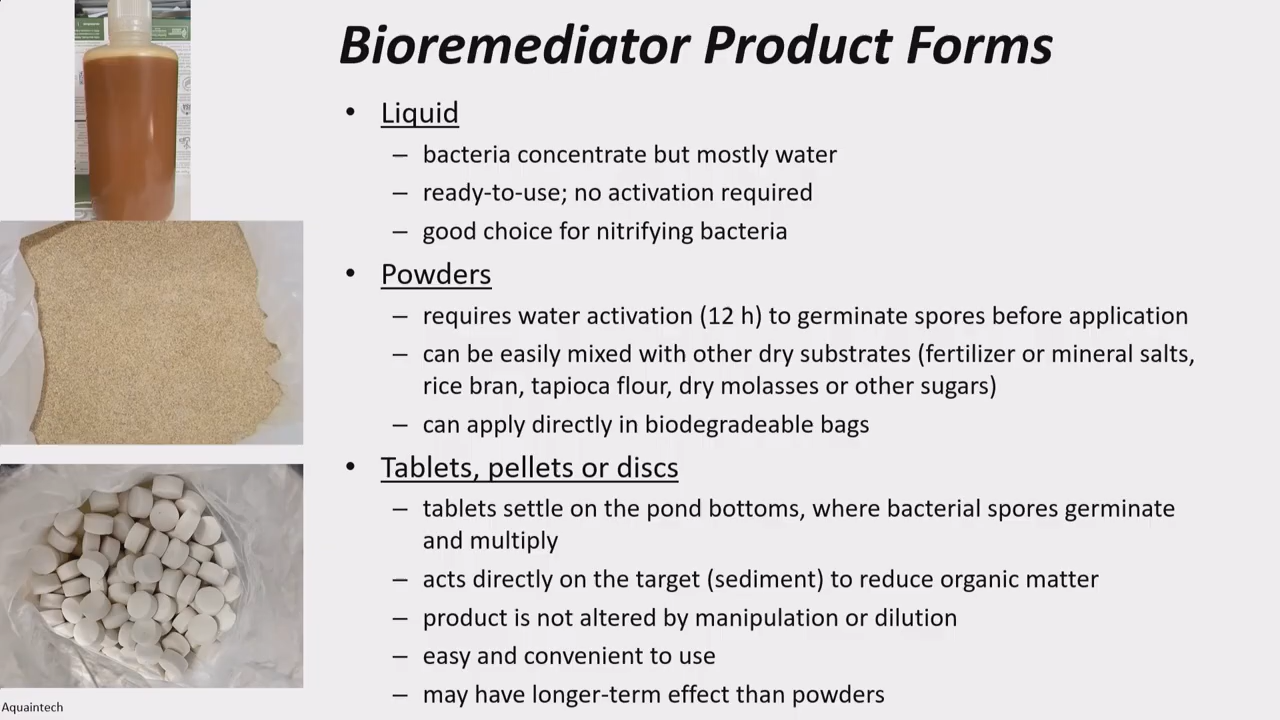 Bioremediator Product Forms
• Liquid
– bacteria concentrate but mostly water
– ready-to-use; no activation required
– good choice for nitrifying bacteria
• Powders
– requires water activation (12 h) to germinate spores before application
– can be easily mixed with other dry substrates (fertilizer or mineral salts,
rice bran, tapioca flour, dry molasses or other sugars)
– can apply directly in biodegradeable bags
• Tablets, pellets or discs
– tablets settle on the pond bottoms, where bacterial spores germinate
and multiply
– acts directly on the target (sediment) to reduce organic matter
– product is not altered by manipulation or dilution
– easy and convenient to use
– may have longer-term effect than powders
Aquaintech